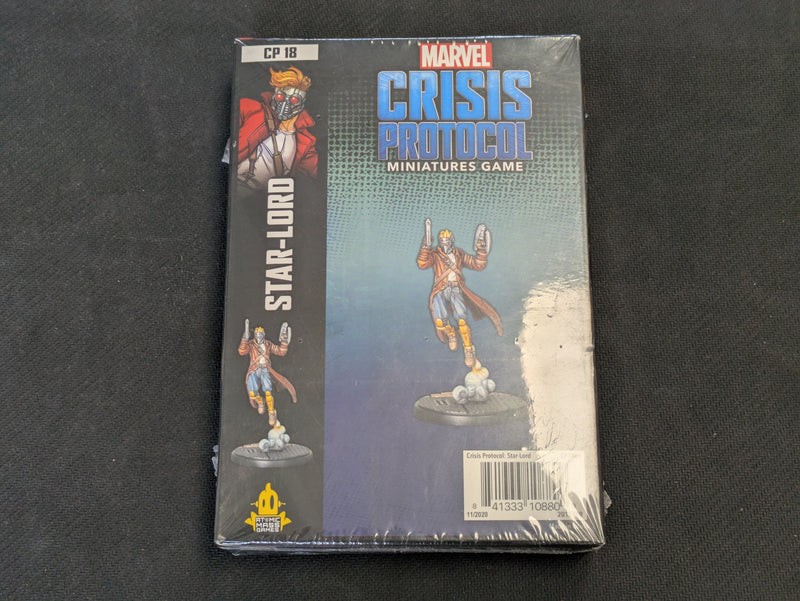 CP 18
STAR-LORD
ATOMIC
MASS
GAMES
MARVEL
CRISIS
PROTOCOL
MINIATURES GAME
Crisis Protocal: Star-Lord
8 41333 10880
11/2020